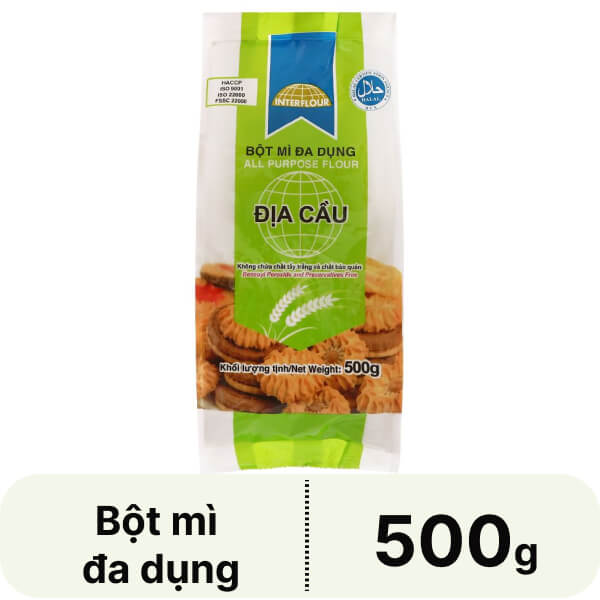 HACCP
ISO 9001
ISO 22000
FSSC 22000
INTERFLOUR
HALAL
BỘT MÌ ĐA DỤNG
ALL PURPOSE FLOUR
ĐỊA CẦU
Không chứa chất tẩy trắng và chất bảo quản
Benzoyl Peroxide and Preservatives Free
Khối lượng tịnh/Net Weight: 500g
Bột mì
đa dụng
500g